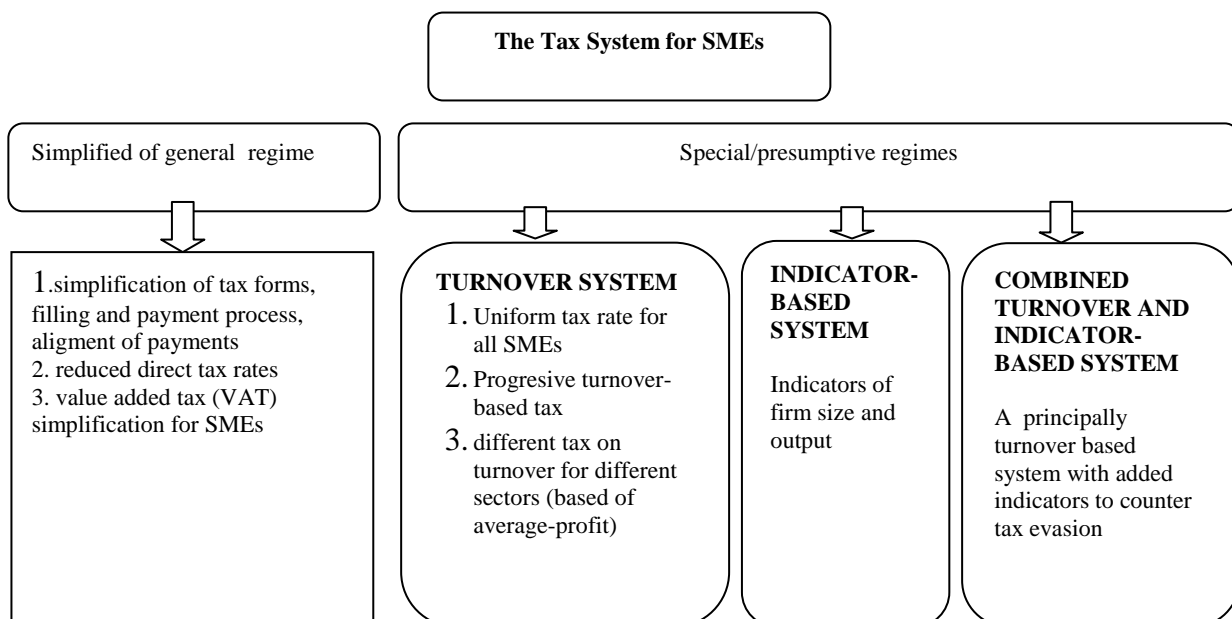 The Tax System for SMEs
Simplified of general regime
Special/presumptive regimes
1.simplification of tax forms,
filling and payment process,
aligment of payments
2. reduced direct tax rates
3. value added tax (VAT)
simplification for SMEs
TURNOVER SYSTEM
1. Uniform tax rate for
all SMEs
2. Progresive turnover-
based tax
3. different tax on
turnover for different
sectors (based of
average-profit)
INDICATOR-
BASED
SYSTEM
Indicators of
firm size and
output
COMBINED
TURNOVER AND
INDICATOR-
BASED SYSTEM
A principally
turnover based
system with added
indicators to counter
tax evasion